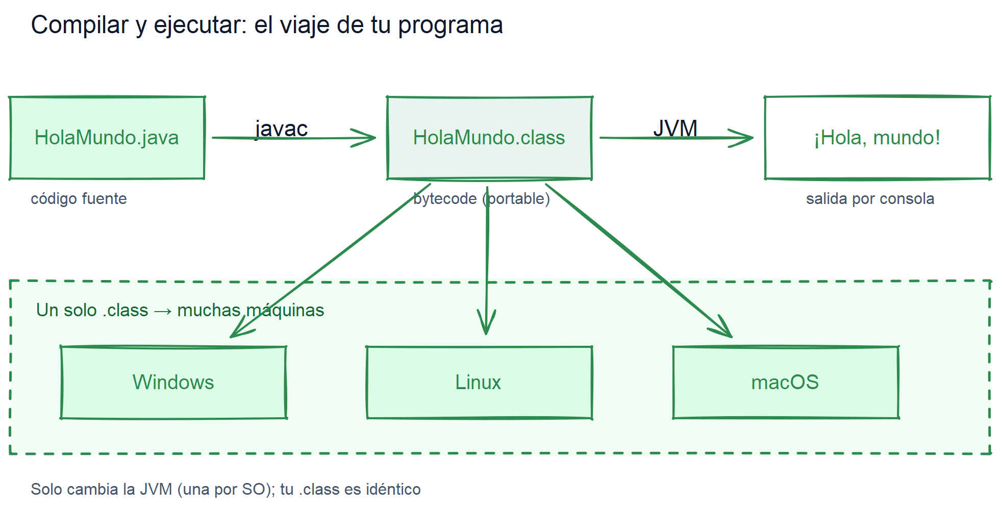 Compilar y ejecutar: el viaje de tu programa
HolaMundo.java
javac
HolaMundo.class
JVM
¡Hola, mundo!
código fuente
bytecode (portable)
salida por consola
Un solo .class → muchas máquinas
Windows
Linux
macOS
Solo cambia la JVM (una por SO); tu .class es idéntico